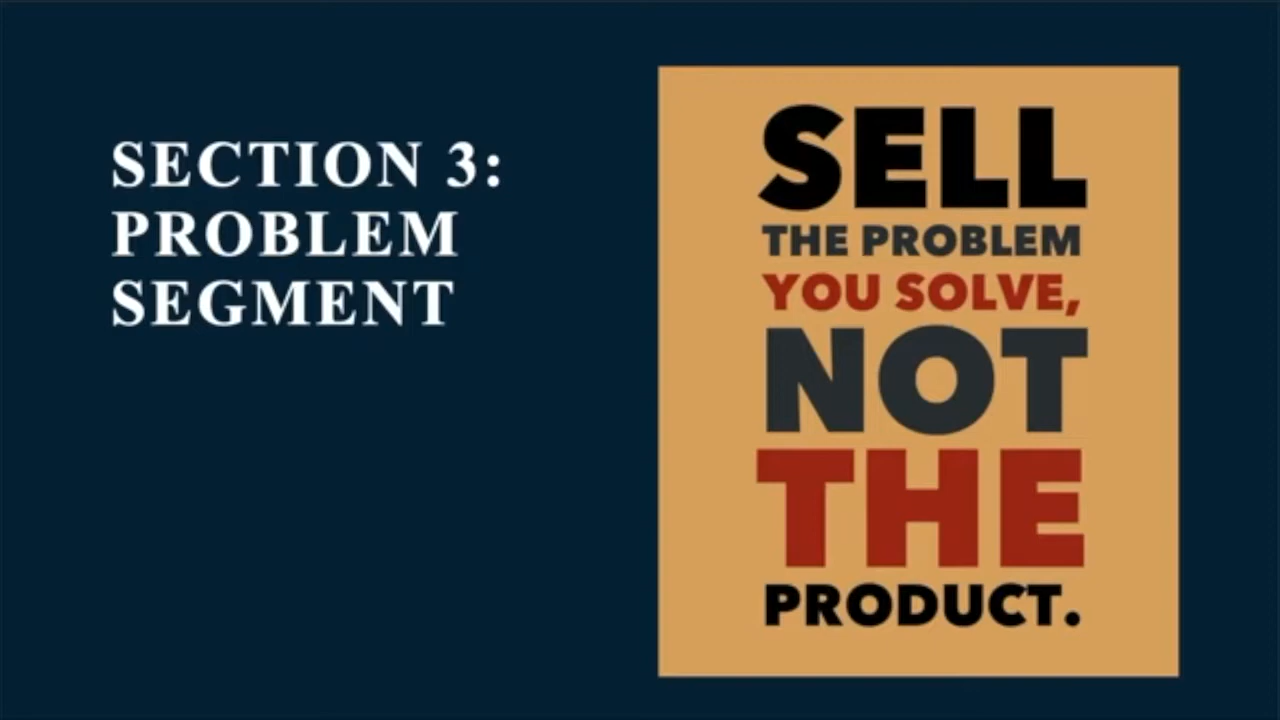 SECTION 3:
PROBLEM
SEGMENT
SELL
THE PROBLEM
YOU SOLVE,
NOT
THE
PRODUCT.